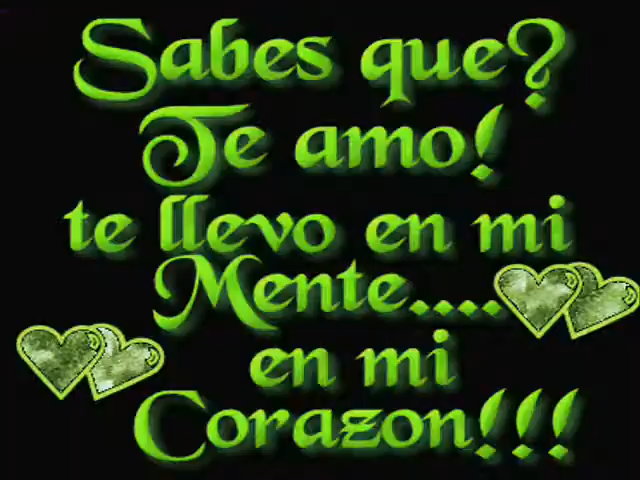 Sabes que?
Te amo!
te llevo en mi
Mente....
en mi
Corazon!!!